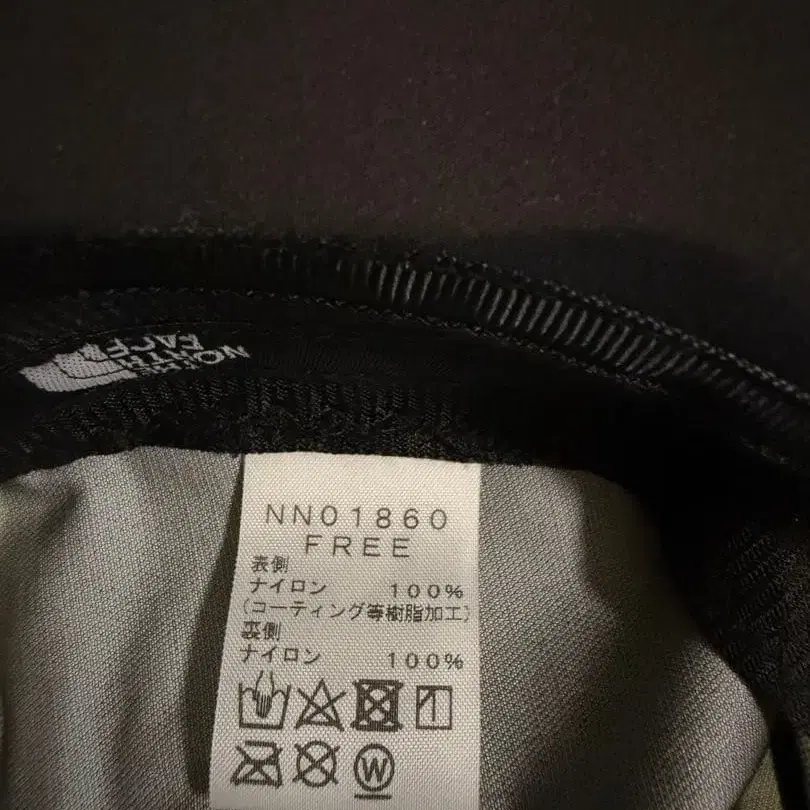 THE
NORTH
FACE
NN01860
FREE
表側
ナイロン 100%
(コーティング等樹脂加工)
裏側
ナイロン 100%
W